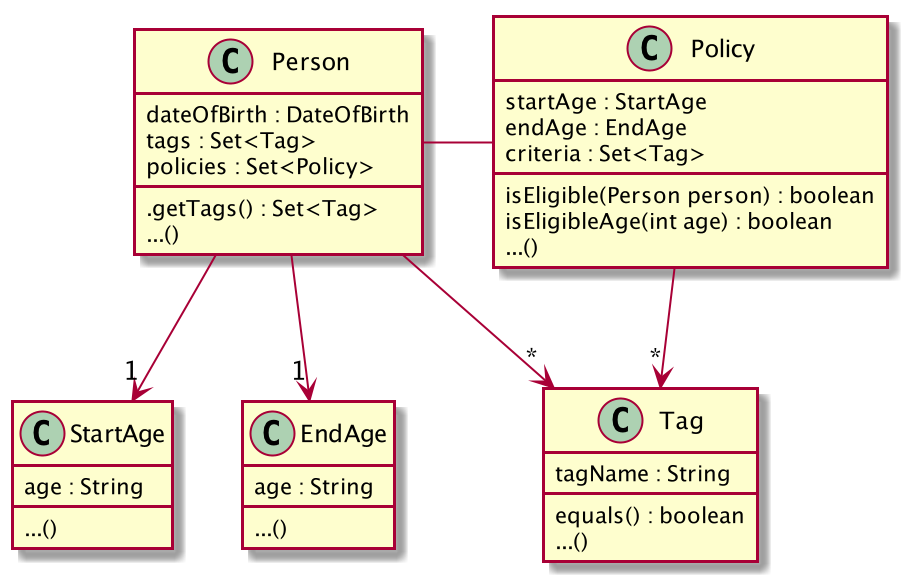 C Person
dateOfBirth : DateOfBirth
tags : Set<Tag>
policies : Set<Policy>
.getTags() : Set<Tag>
...()
C Policy
startAge : StartAge
endAge : EndAge
criteria : Set<Tag>
isEligible(Person person) : boolean
isEligibleAge(int age) : boolean
...()
1
1
*
*
C StartAge
age : String
...()
C EndAge
age : String
...()
C Tag
tagName : String
equals() : boolean
...()